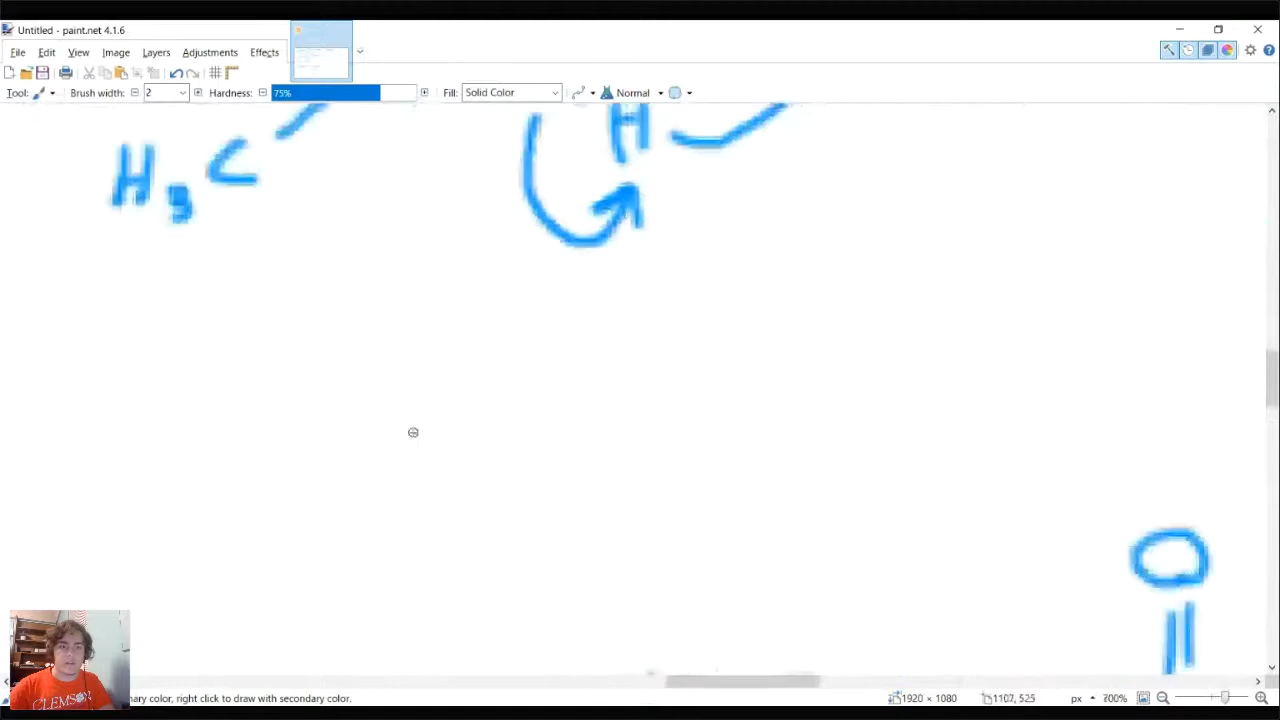 Untitled - paint.net 4.1.6
File Edit View Image Layers Adjustments Effects
Tool: Brush width: 2 Hardness: 75% Fill: Solid Color Normal
H3C
H
O
CLEMSON
nary color, right click to draw with secondary color.
1920 × 1080 1107, 525 px 700%